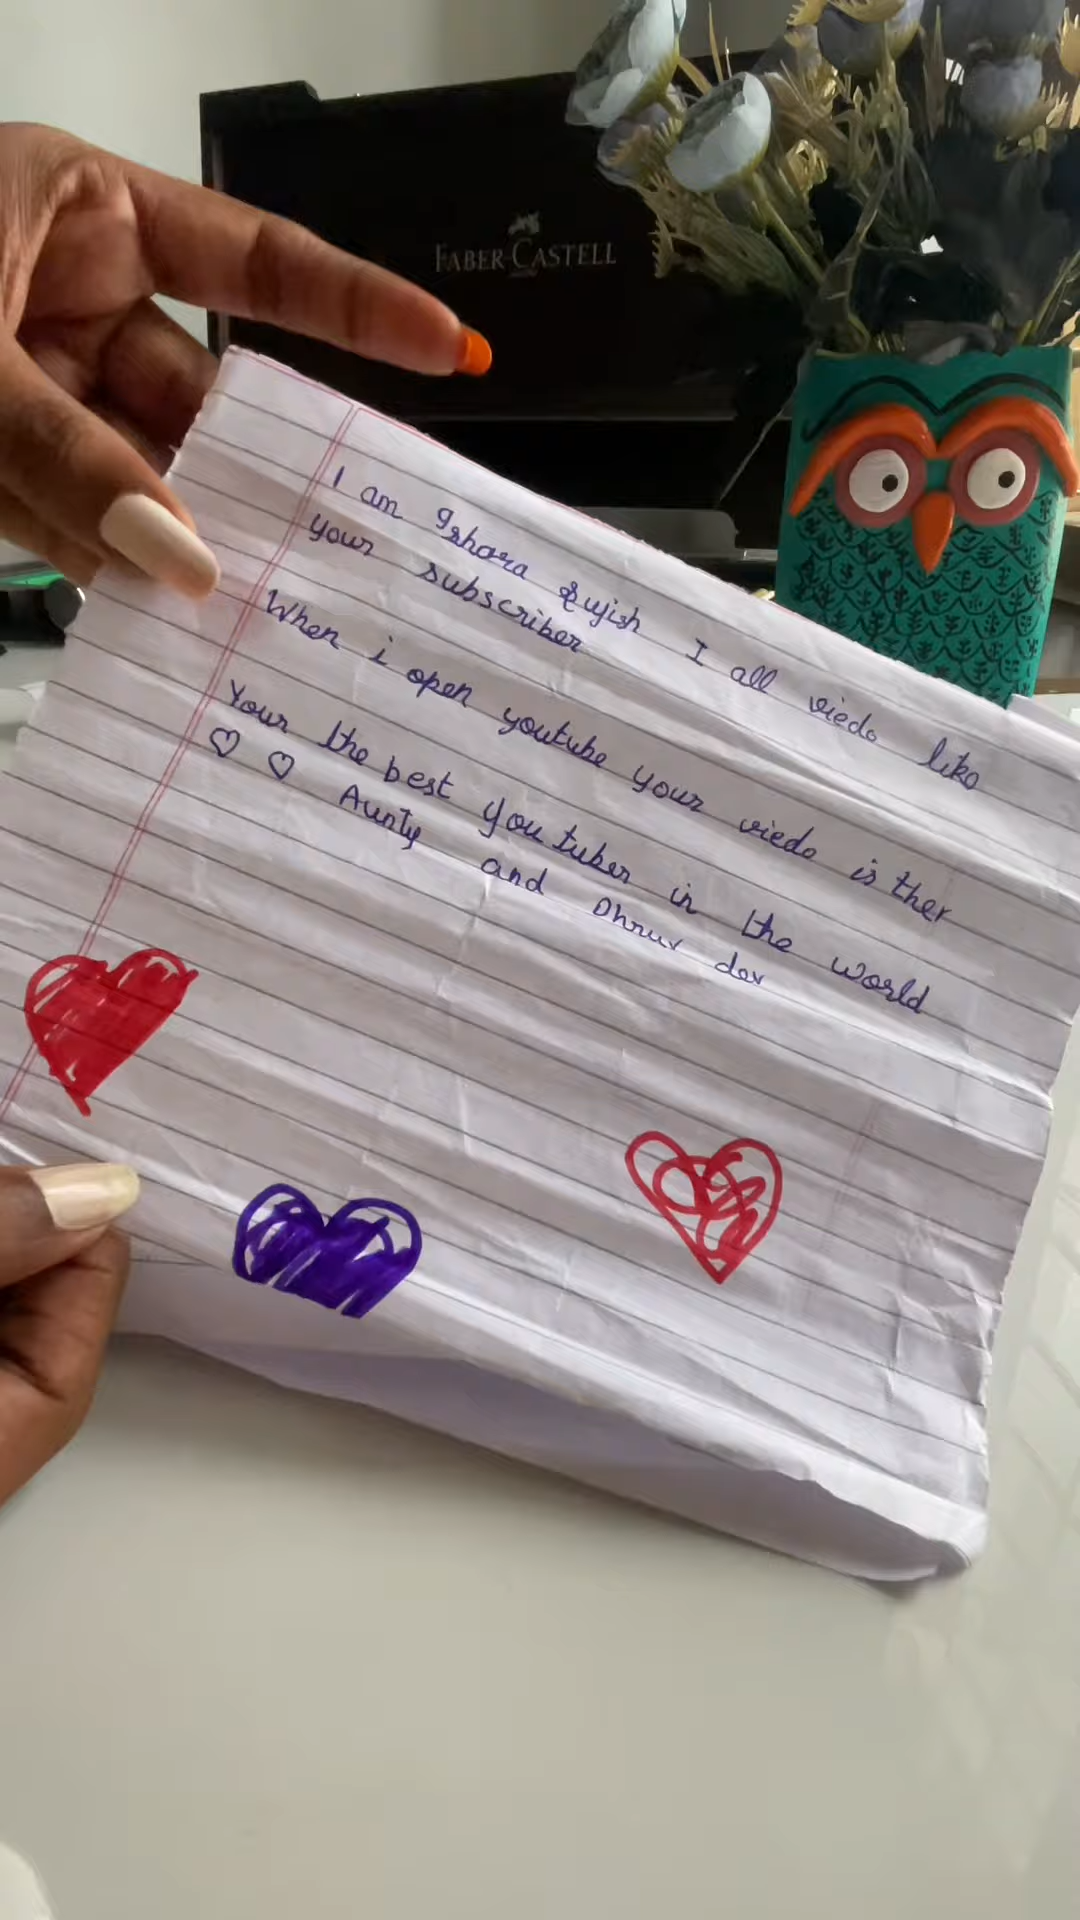 FABER-CASTELL
I am Ishara Rujish I all viedo like
your subscriber
When i open youtube your viedo is ther
Your the best you tuber in the world
♡ ♡ Aunty and Dhruv dev